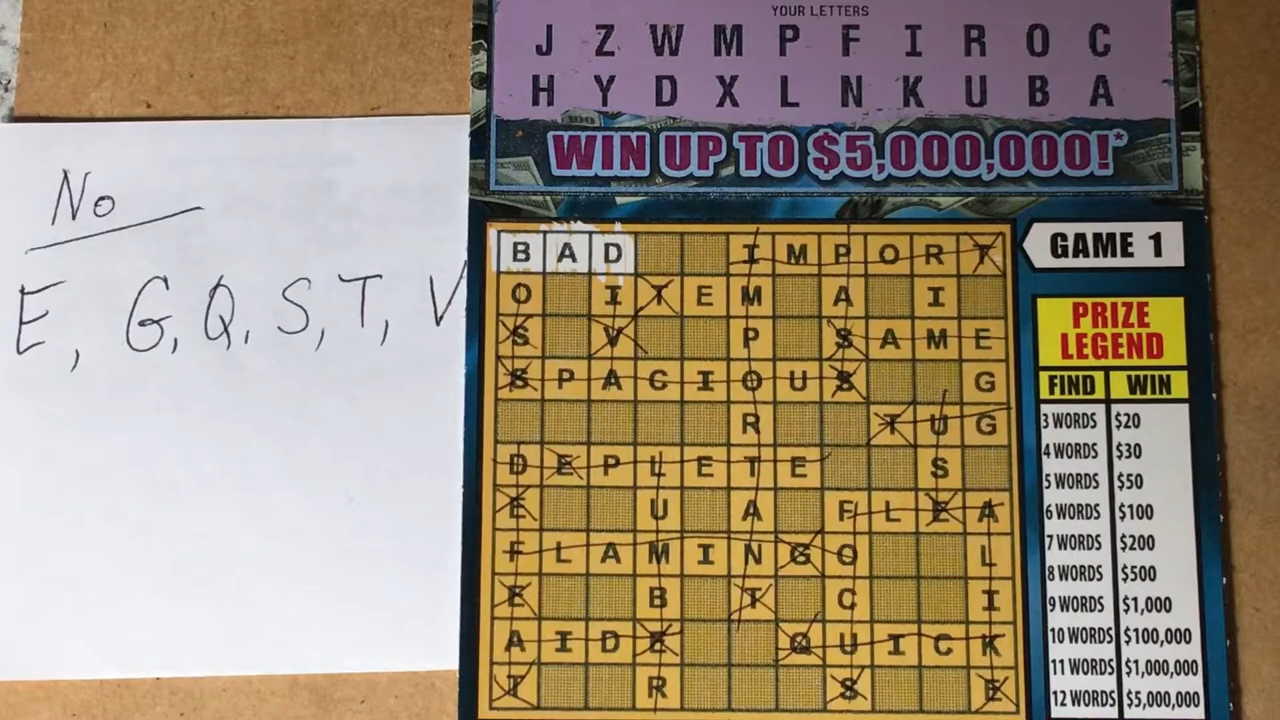 YOUR LETTERS
J Z W M P F I R O C
H Y D X L N K U B A
WIN UP TO $5,000,000!*
No
E, G, Q, S, T, V
GAME 1
B A D I M P O R T
O I T E M A I
S V P S A M E
S P A C I O U S G
R T U G
D E P L E T E S
E U A F L E A
F L A M I N G O L
E B T C I
A I D E Q U I C K
T R S E
PRIZE
LEGEND
FIND WIN
3 WORDS $20
4 WORDS $30
5 WORDS $50
6 WORDS $100
7 WORDS $200
8 WORDS $500
9 WORDS $1,000
10 WORDS $100,000
11 WORDS $1,000,000
12 WORDS $5,000,000